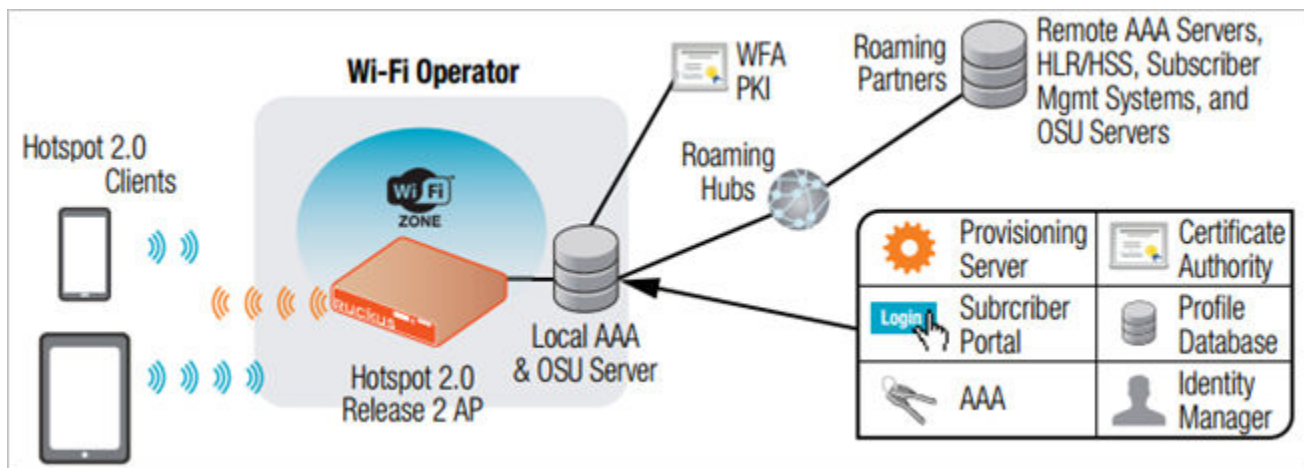 Wi-Fi Operator
Hotspot 2.0
Clients
Wi Fi
ZONE
Ruckus
Hotspot 2.0
Release 2 AP
Local AAA
& OSU Server
WFA
PKI
Roaming
Hubs
Roaming
Partners
Remote AAA Servers,
HLR/HSS, Subscriber
Mgmt Systems, and
OSU Servers
Provisioning
Server
Certificate
Authority
Login
Subrcriber
Portal
Profile
Database
AAA
Identity
Manager